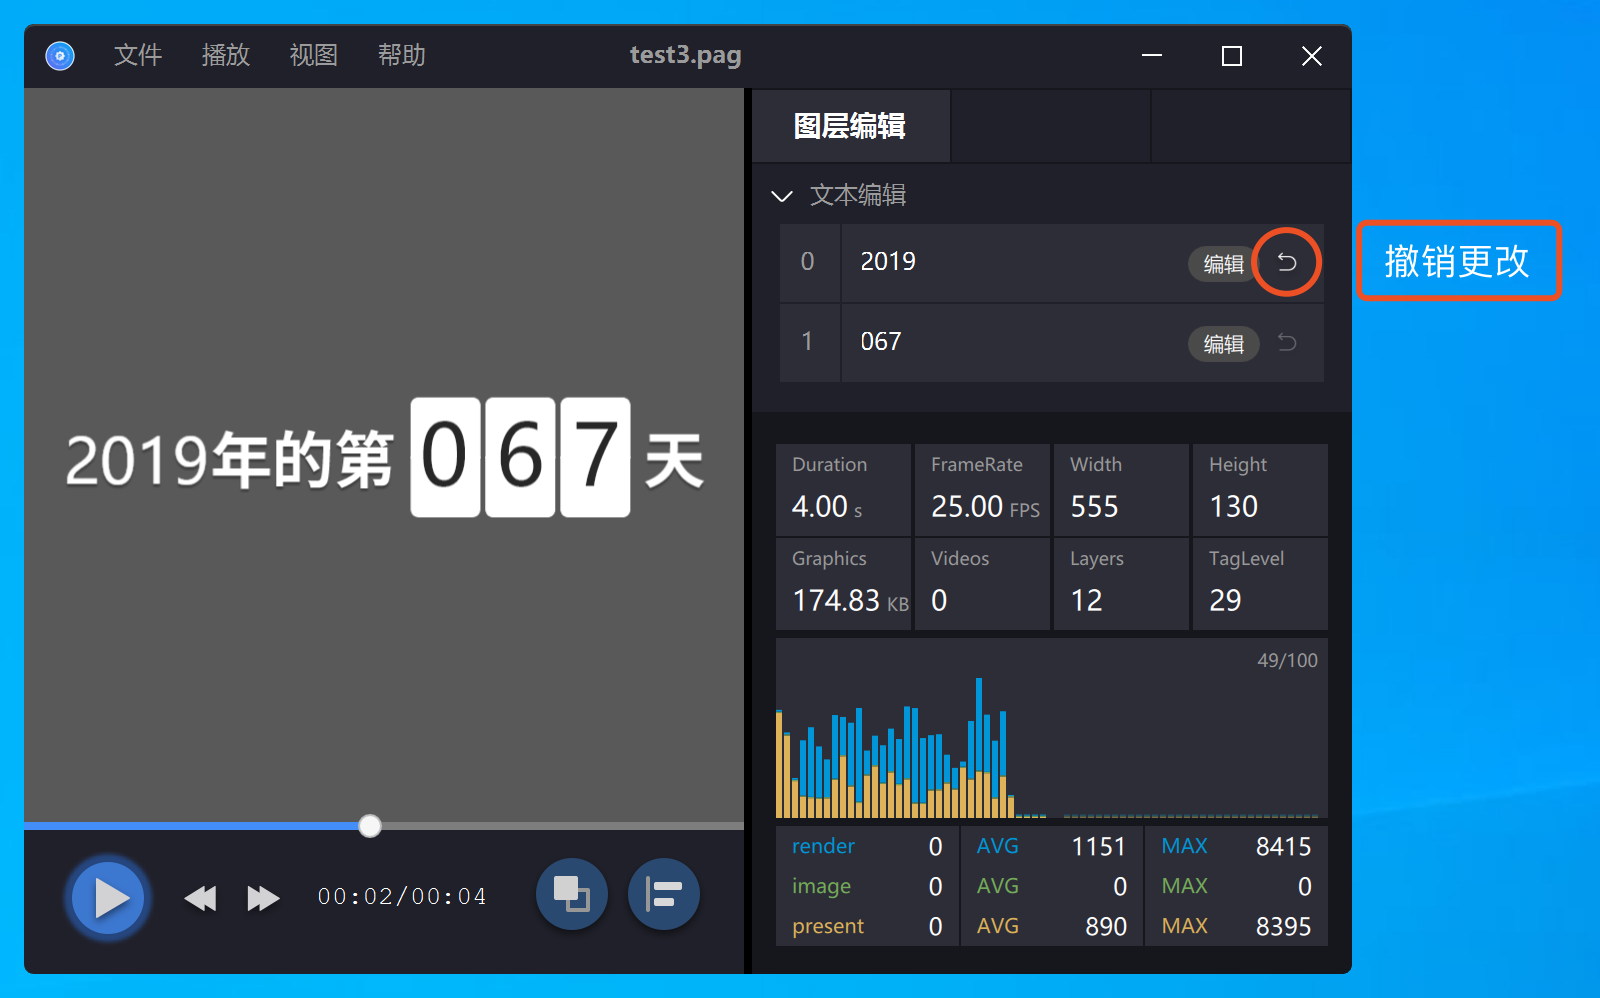 文件 播放 视图 帮助 test3.pag
图层编辑
文本编辑
0 2019 编辑
撤销更改
1 067 编辑
2019年的第 0 6 7 天
Duration FrameRate Width Height
4.00 s 25.00 FPS 555 130
Graphics Videos Layers TagLevel
174.83 KB 0 12 29
49/100
render 0 AVG 1151 MAX 8415
image 0 AVG 0 MAX 0
present 0 AVG 890 MAX 8395
00:02/00:04